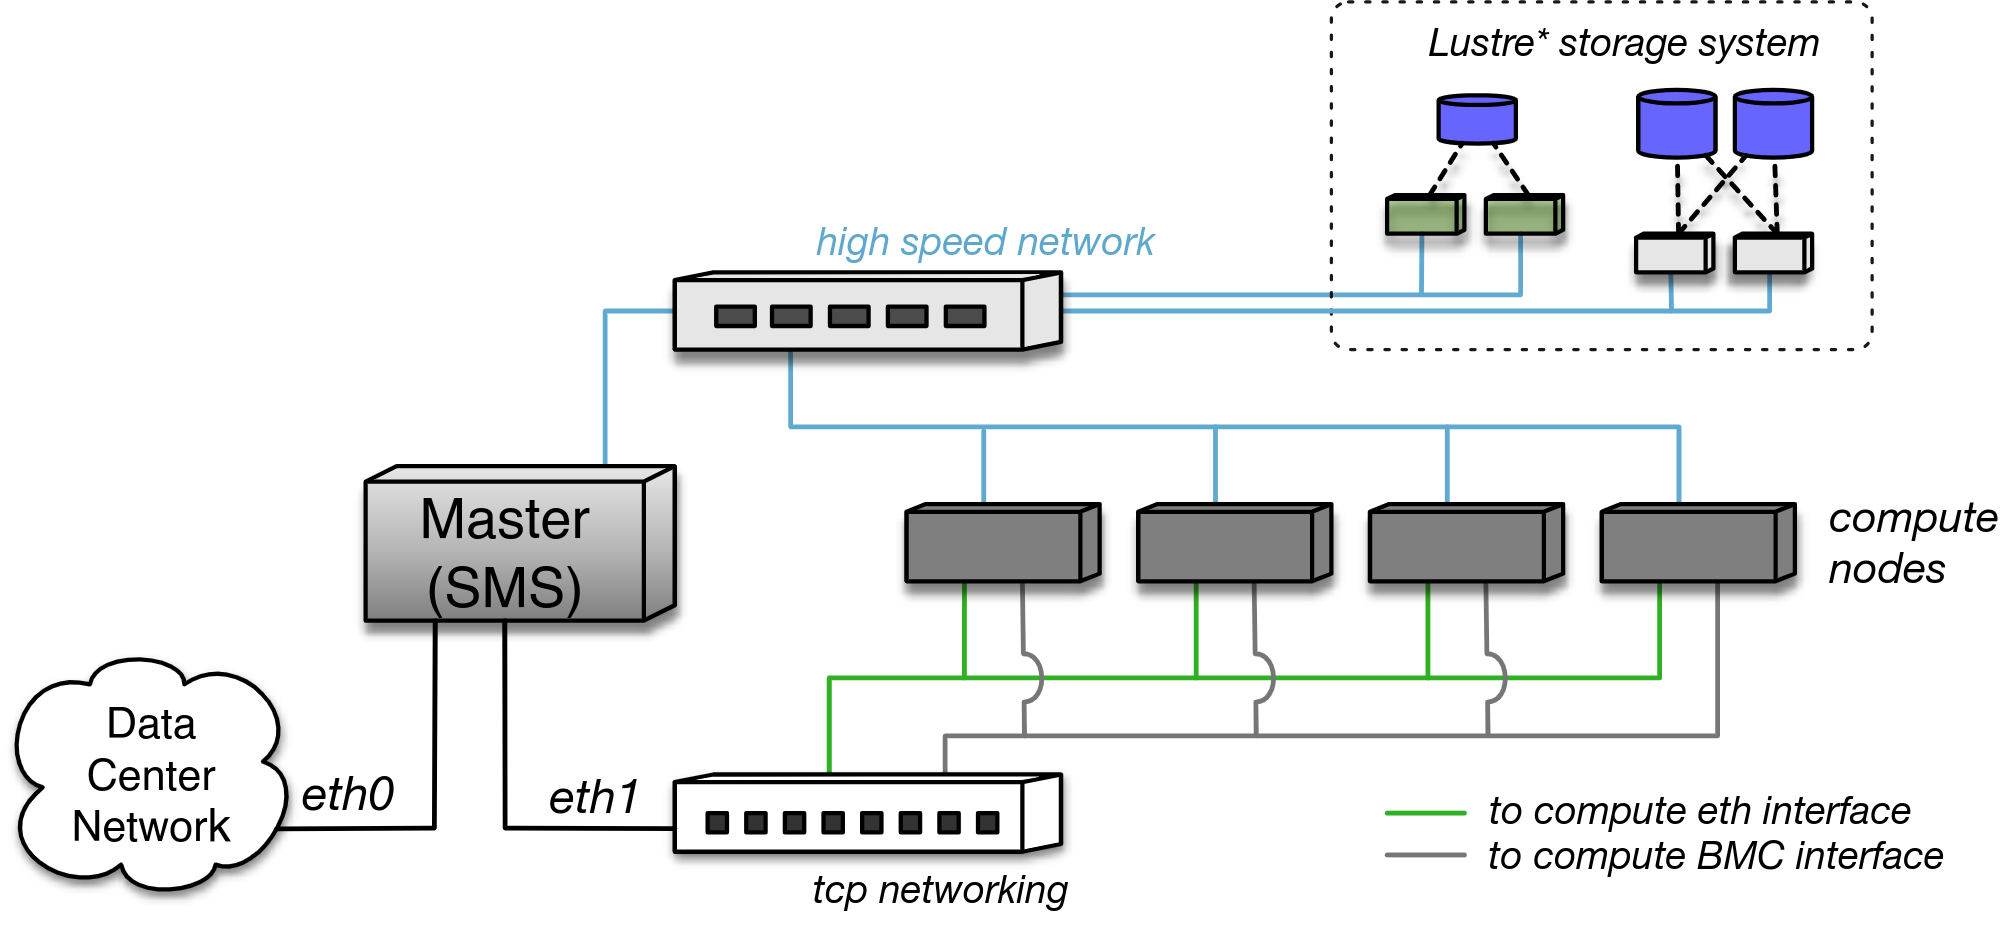 Lustre* storage system
high speed network
Master
(SMS)
compute
nodes
Data
Center
Network
eth0
eth1
to compute eth interface
to compute BMC interface
tcp networking